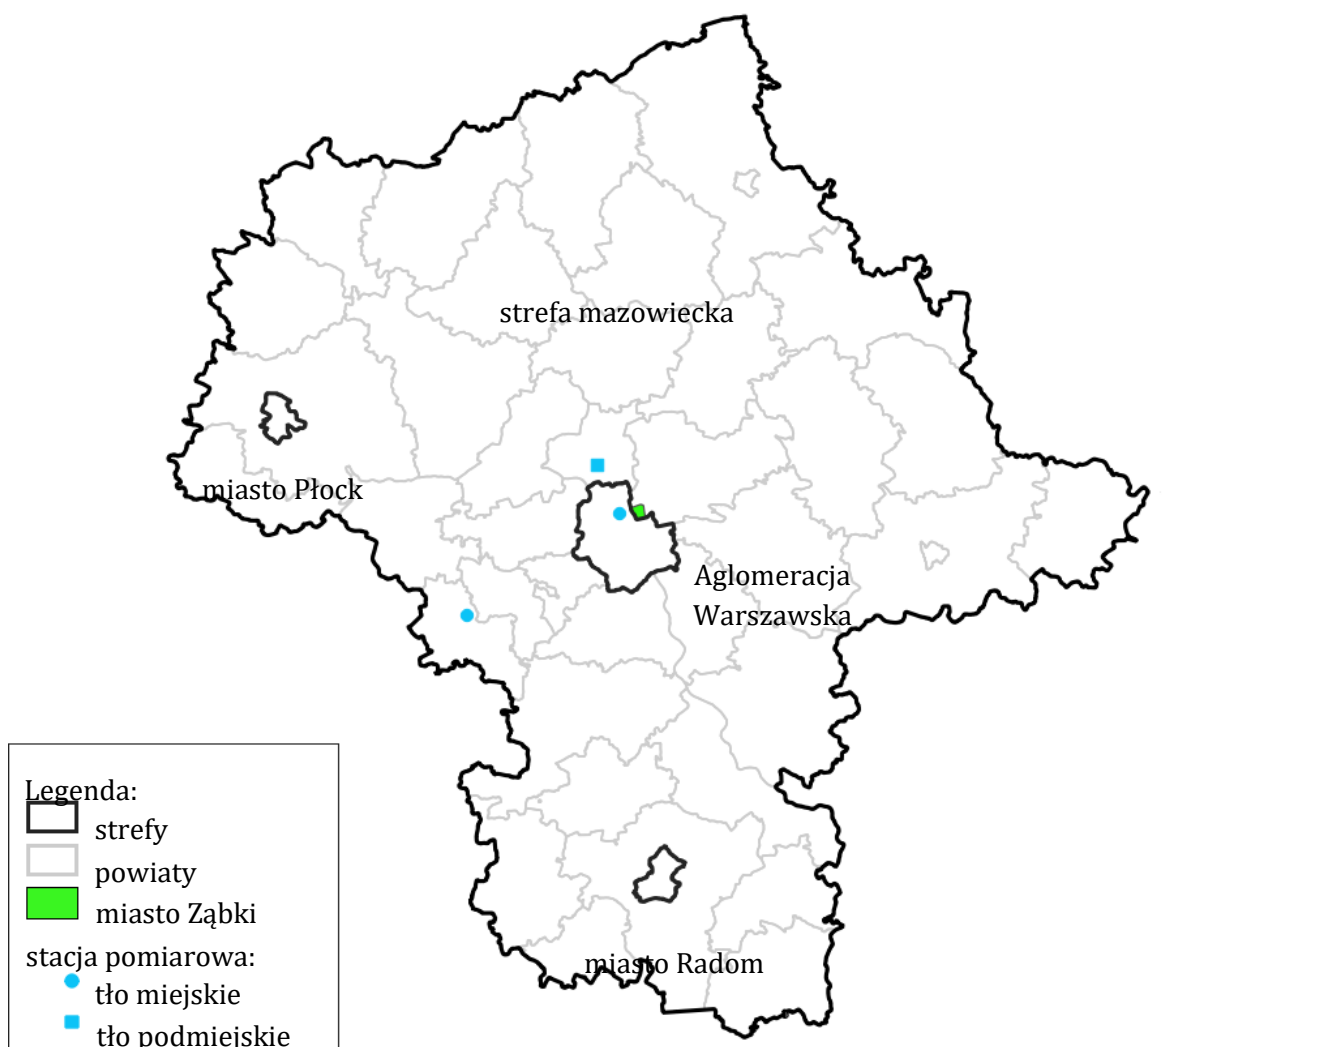 strefa mazowiecka
miasto Płock
Aglomeracja
Warszawska
miasto Radom
Legenda:
strefy
powiaty
miasto Ząbki
stacja pomiarowa:
tło miejskie
tło podmiejskie